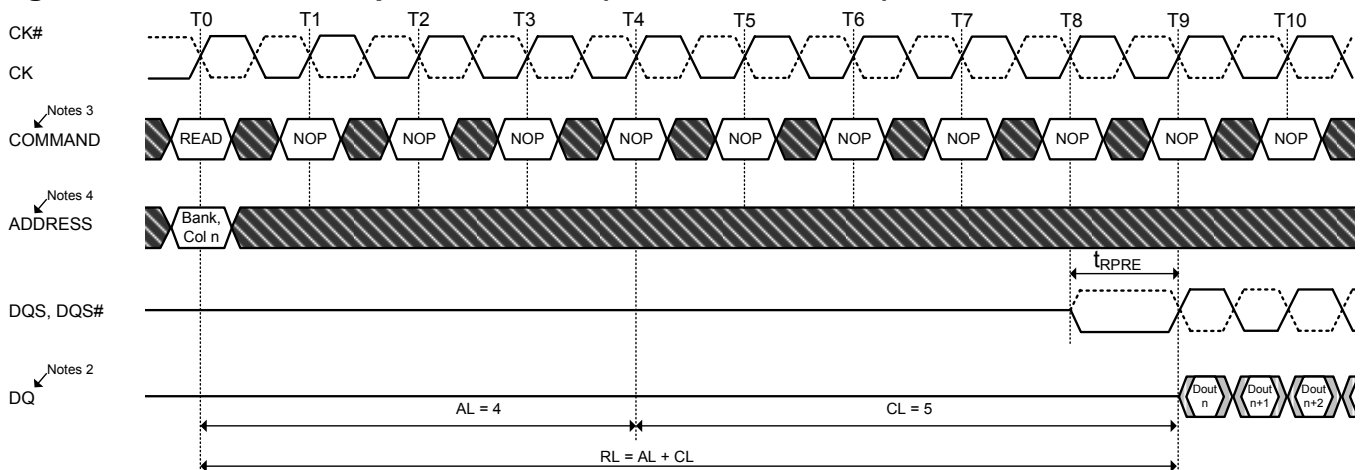 T0 T1 T2 T3 T4 T5 T6 T7 T8 T9 T10
CK#
CK
Notes 3
COMMAND READ NOP NOP NOP NOP NOP NOP NOP NOP NOP NOP
Notes 4
ADDRESS
Bank,
Col n
tRPRE
DQS, DQS#
Notes 2
DQ
Dout
n
Dout
n+1
Dout
n+2
AL = 4 CL = 5
RL = AL + CL